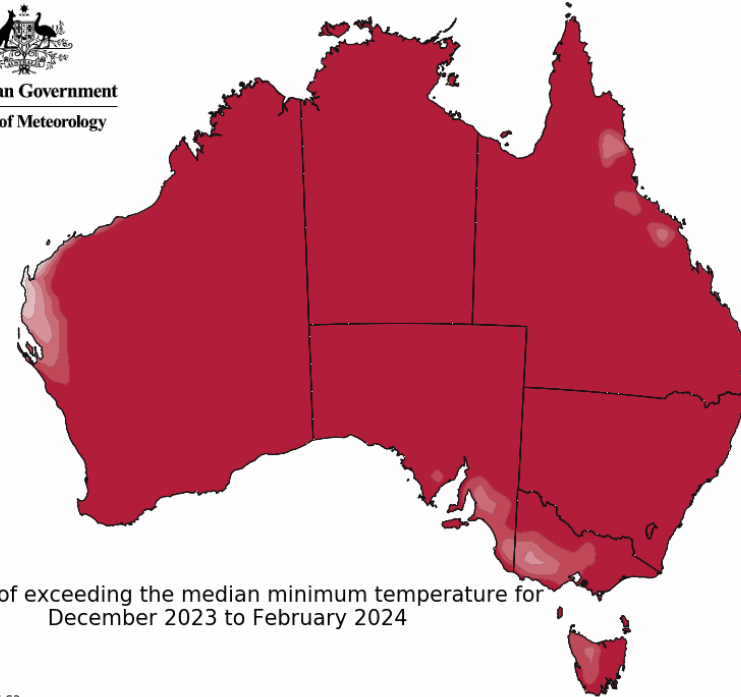 an Government
of Meteorology
of exceeding the median minimum temperature for
December 2023 to February 2024